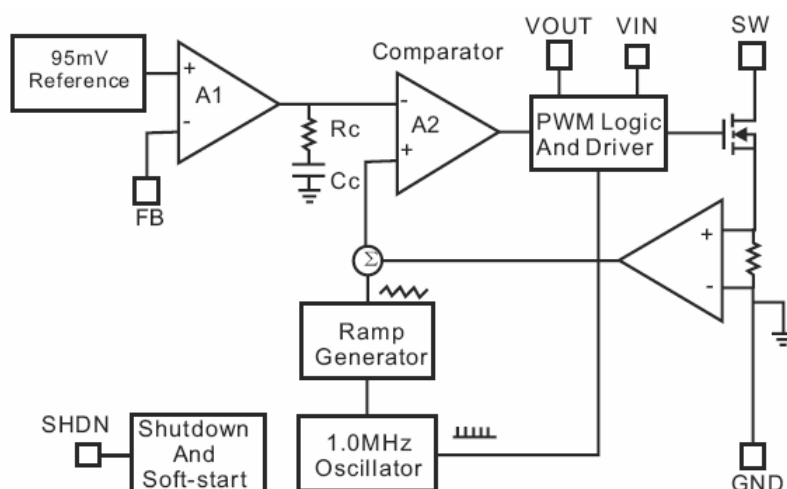 VOUT
VIN
SW
95mV
Reference
Comparator
+
A1
-
-
A2
+
Rc
Cc
PWM Logic
And Driver
FB
+
-
Σ
Ramp
Generator
SHDN
Shutdown
And
Soft-start
1.0MHz
Oscillator
GND